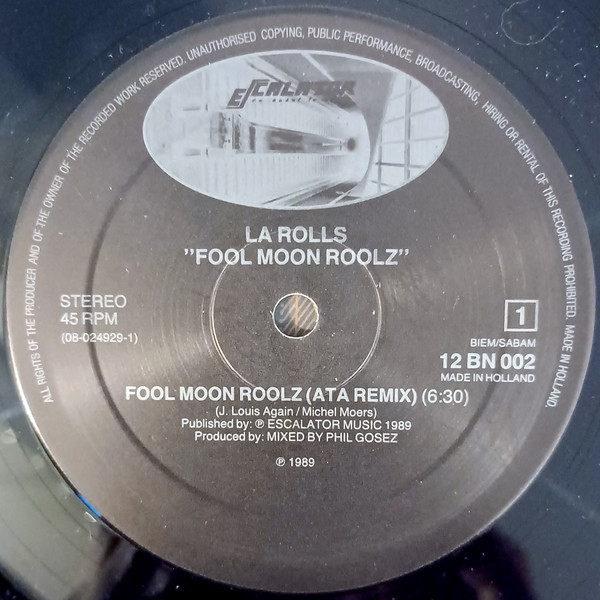 ALL RIGHTS OF THE PRODUCER AND OF THE OWNER OF THE RECORDED WORK RESERVED. UNAUTHORISED COPYING, PUBLIC PERFORMANCE, BROADCASTING, HIRING OR RENTAL OF THIS RECORDING PROHIBITED. MADE IN HOLLAND.
ESCALATOR
LA ROLLS
"FOOL MOON ROOLZ"
STEREO
45 RPM
(08-024929-1)
1
BIEM/SABAM
12 BN 002
MADE IN HOLLAND
FOOL MOON ROOLZ (ATA REMIX) (6:30)
(J. Louis Again / Michel Moers)
Published by: ℗ ESCALATOR MUSIC 1989
Produced by: MIXED BY PHIL GOSEZ
℗ 1989